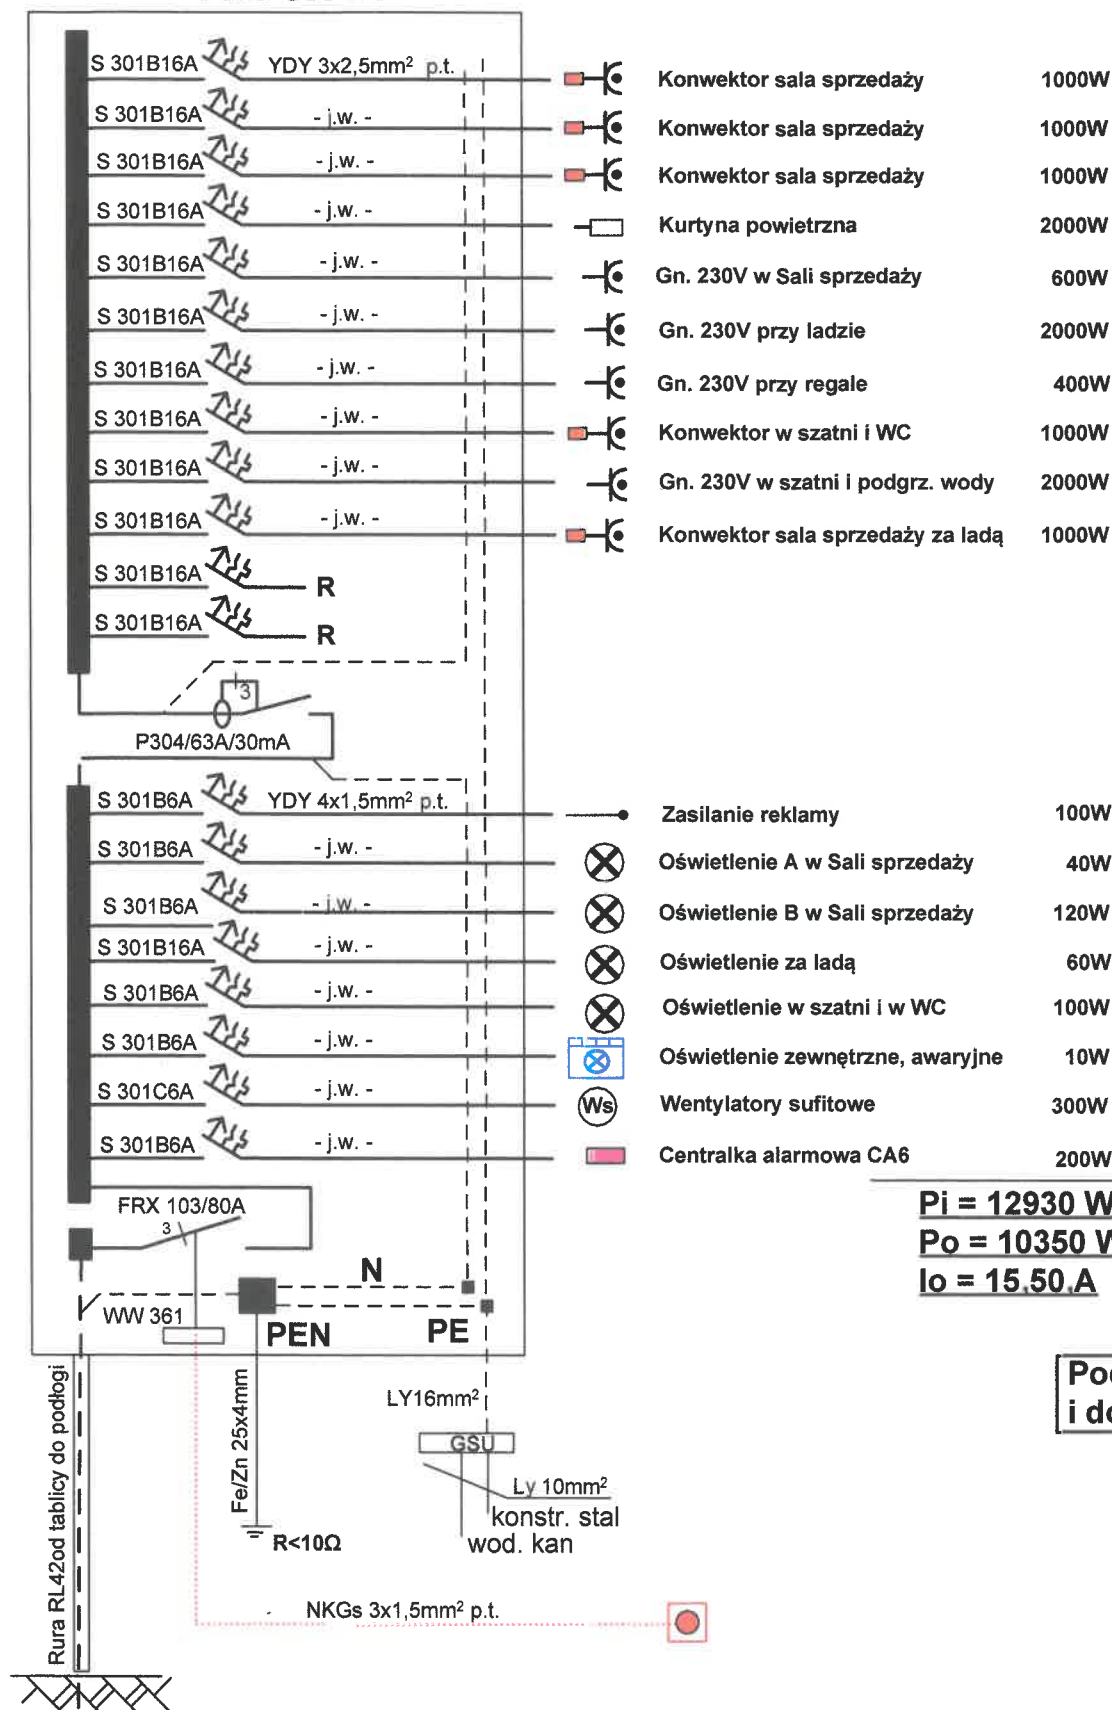 S 301B16A YDY 3x2,5mm² p.t. Konwektor sala sprzedaży 1000W
S 301B16A - j.w. - Konwektor sala sprzedaży 1000W
S 301B16A - j.w. - Konwektor sala sprzedaży 1000W
S 301B16A - j.w. - Kurtyna powietrzna 2000W
S 301B16A - j.w. - Gn. 230V w Sali sprzedaży 600W
S 301B16A - j.w. - Gn. 230V przy ladzie 2000W
S 301B16A - j.w. - Gn. 230V przy regale 400W
S 301B16A - j.w. - Konwektor w szatni i WC 1000W
S 301B16A - j.w. - Gn. 230V w szatni i podgrz. wody 2000W
S 301B16A - j.w. - Konwektor sala sprzedaży za ladą 1000W
S 301B16A R
S 301B16A R
3
P304/63A/30mA
S 301B6A YDY 4x1,5mm² p.t. Zasilanie reklamy 100W
S 301B6A - j.w. - Oświetlenie A w Sali sprzedaży 40W
S 301B6A - j.w. - Oświetlenie B w Sali sprzedaży 120W
S 301B16A - j.w. - Oświetlenie za ladą 60W
S 301B6A - j.w. - Oświetlenie w szatni i w WC 100W
S 301B6A - j.w. - Oświetlenie zewnętrzne, awaryjne 10W
S 301C6A - j.w. - Ws Wentylatory sufitowe 300W
S 301B6A - j.w. - Centralka alarmowa CA6 200W
FRX 103/80A
3
Pi = 12930 W
Po = 10350 W
Io = 15,50,A
N
WW 361
PEN
PE
Rura RL42od tablicy do podłogi
Fe/Zn 25x4mm
LY16mm²
GSU
Ly 10mm²
konstr. stal
wod. kan
R<10Ω
i do
NKGs 3x1,5mm² p.t.